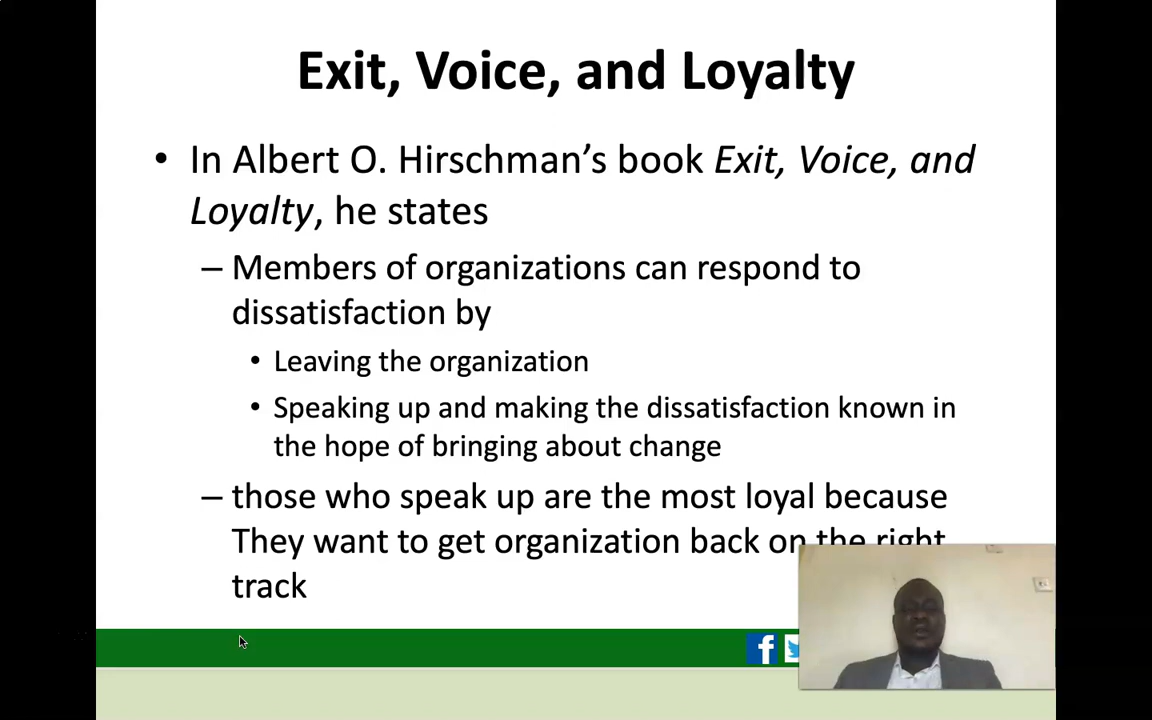 Exit, Voice, and Loyalty
• In Albert O. Hirschman's book Exit, Voice, and
Loyalty, he states
– Members of organizations can respond to
dissatisfaction by
• Leaving the organization
• Speaking up and making the dissatisfaction known in
the hope of bringing about change
– those who speak up are the most loyal because
They want to get organization back on the right
track
f